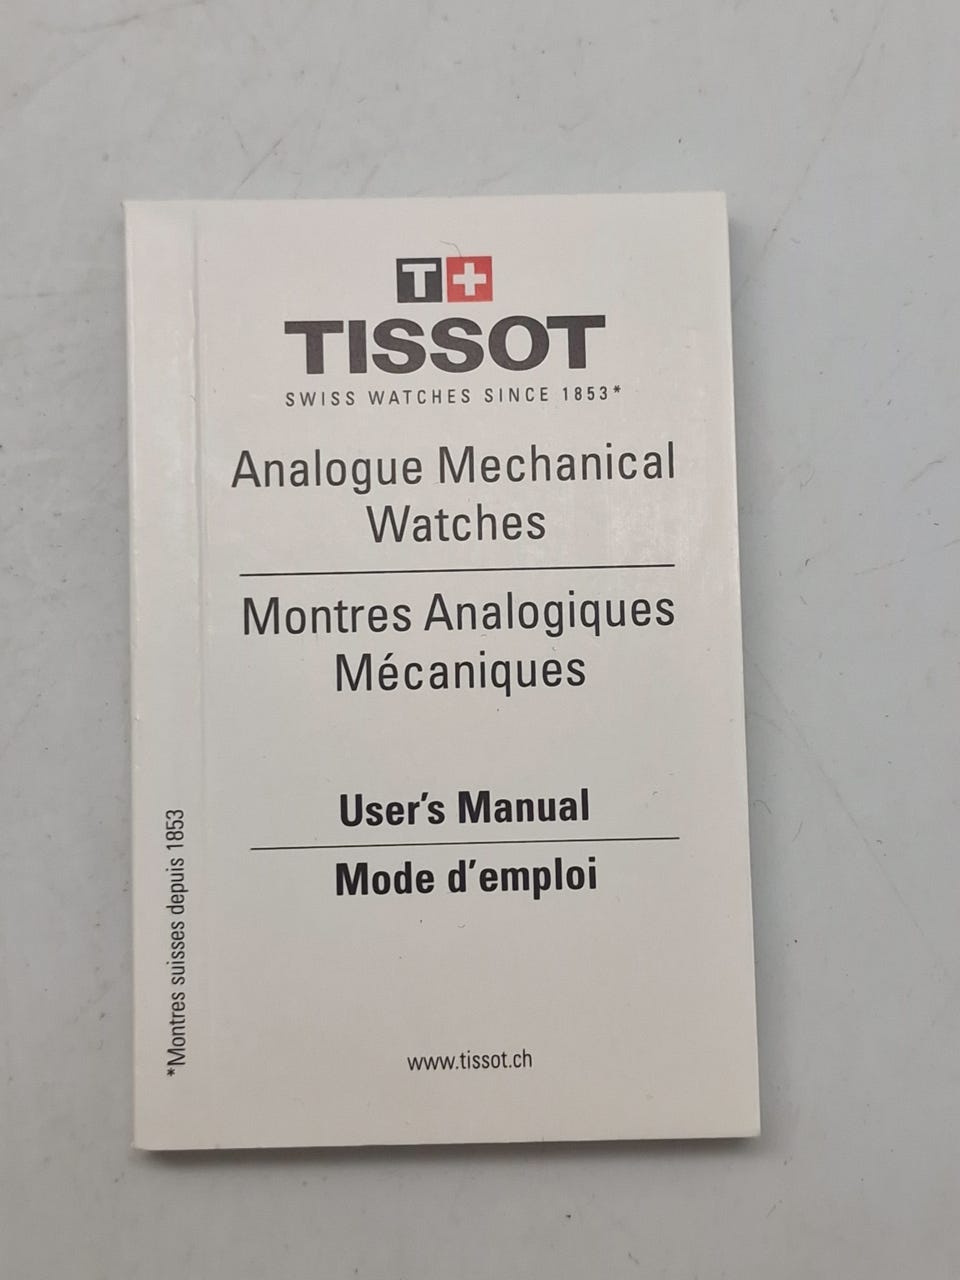 T+
TISSOT
SWISS WATCHES SINCE 1853*
Analogue Mechanical
Watches
Montres Analogiques
Mécaniques
User's Manual
Mode d'emploi
www.tissot.ch
*Montres suisses depuis 1853